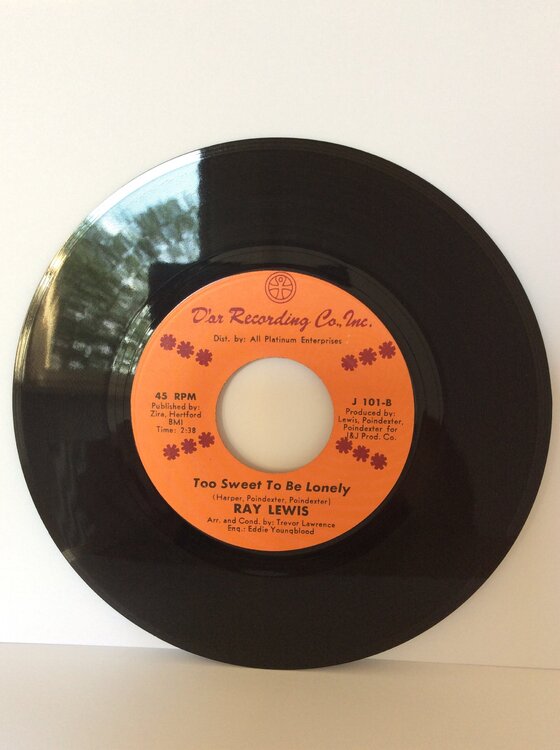 D'or Recording Co., Inc.
Dist. by: All Platinum Enterprises
45 RPM
Published by:
Zira, Hartford
BMI
Time: 2:38
J 101-B
Produced by:
Lewis, Poindexter,
Poindexter for
J&J Prod. Co.
Too Sweet To Be Lonely
(Harper, Poindexter, Poindexter)
RAY LEWIS
Arr. and Cond. by: Trevor Lawrence
Eng.: Eddie Youngblood